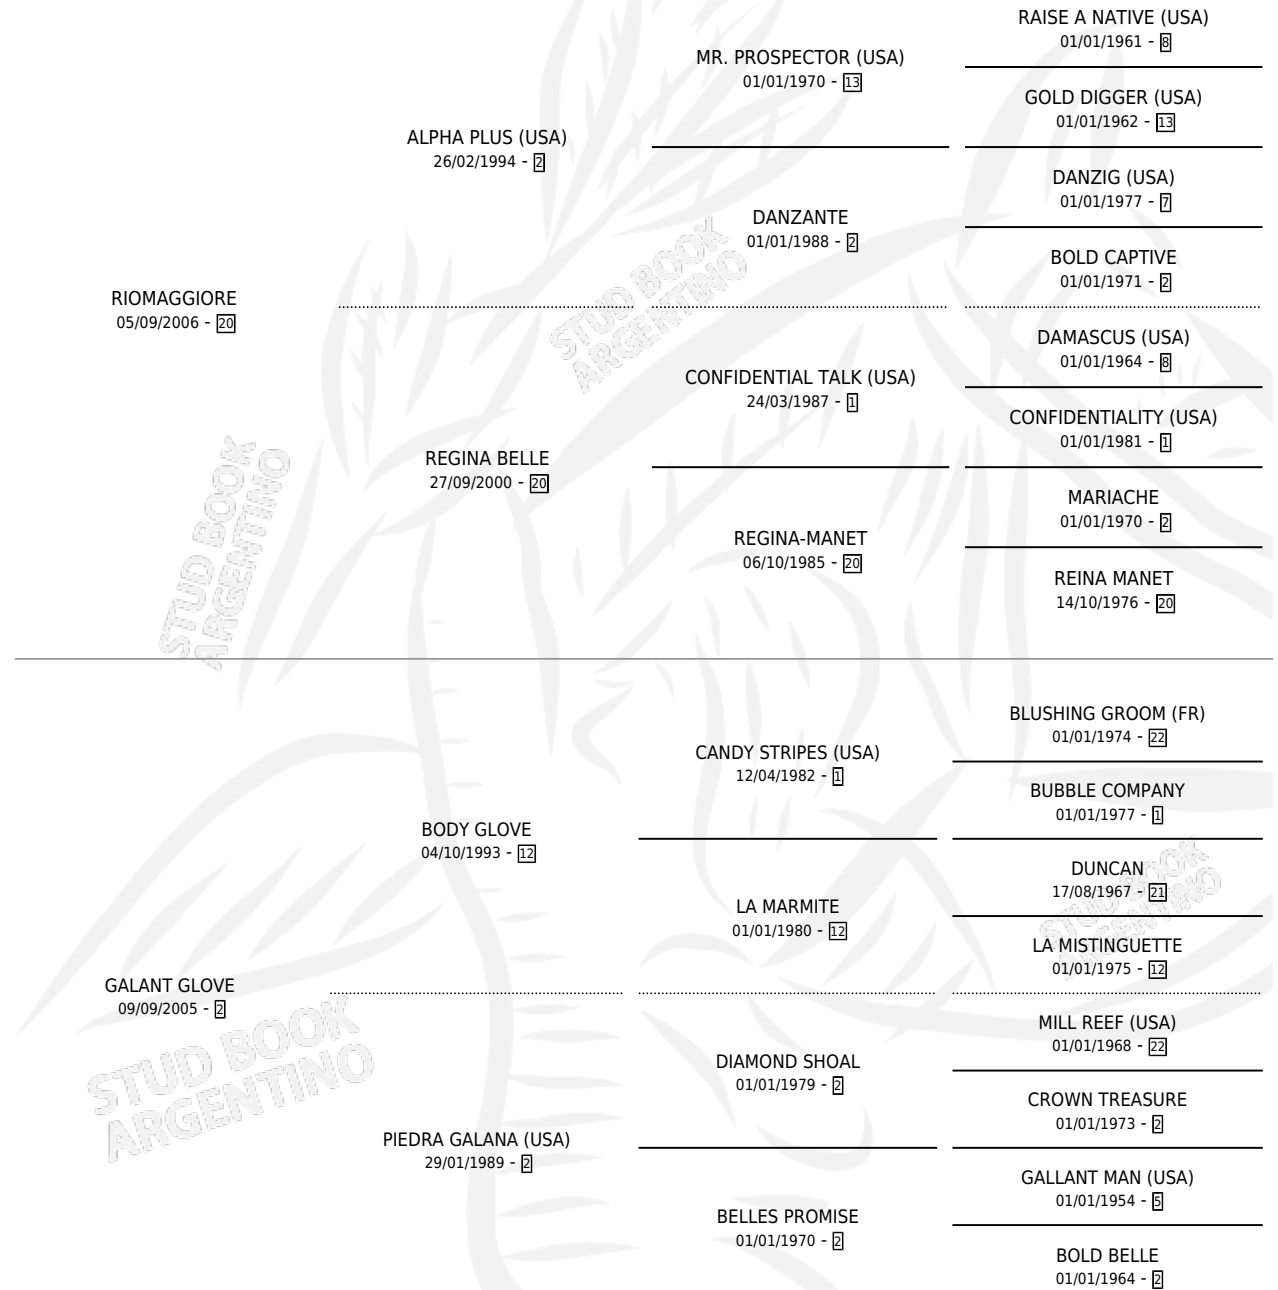 RAISE A NATIVE (USA)
01/01/1961 - 8
MR. PROSPECTOR (USA)
01/01/1970 - 13
GOLD DIGGER (USA)
01/01/1962 - 13
ALPHA PLUS (USA)
26/02/1994 - 2
DANZIG (USA)
01/01/1977 - 7
DANZANTE
01/01/1988 - 2
BOLD CAPTIVE
01/01/1971 - 2
RIOMAGGIORE
05/09/2006 - 20
DAMASCUS (USA)
01/01/1964 - 8
CONFIDENTIAL TALK (USA)
24/03/1987 - 1
CONFIDENTIALITY (USA)
01/01/1981 - 1
REGINA BELLE
27/09/2000 - 20
MARIACHE
01/01/1970 - 2
REGINA-MANET
06/10/1985 - 20
REINA MANET
14/10/1976 - 20
STUD BOOK
ARGENTINO
STUD BOOK
ARGENTINO
BLUSHING GROOM (FR)
01/01/1974 - 22
CANDY STRIPES (USA)
12/04/1982 - 1
BUBBLE COMPANY
01/01/1977 - 1
BODY GLOVE
04/10/1993 - 12
DUNCAN
17/08/1967 - 21
LA MARMITE
01/01/1980 - 12
LA MISTINGUETTE
01/01/1975 - 12
GALANT GLOVE
09/09/2005 - 2
MILL REEF (USA)
01/01/1968 - 22
DIAMOND SHOAL
01/01/1979 - 2
CROWN TREASURE
01/01/1973 - 2
PIEDRA GALANA (USA)
29/01/1989 - 2
GALLANT MAN (USA)
01/01/1954 - 5
BELLES PROMISE
01/01/1970 - 2
BOLD BELLE
01/01/1964 - 2
STUD BOOK
ARGENTINO
STUD BOOK
ARGENTINO